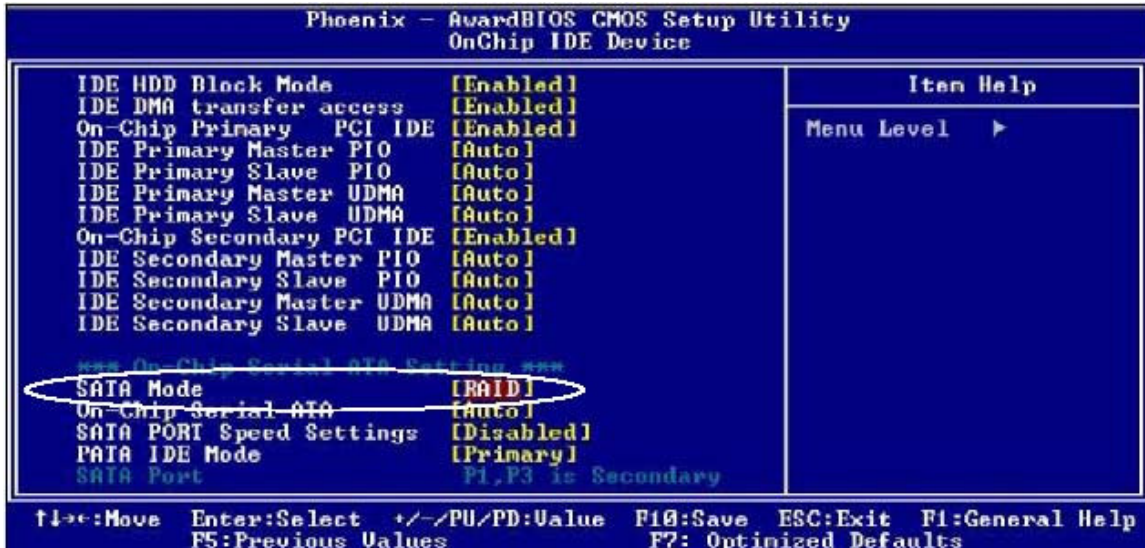 Phoenix - AwardBIOS CMOS Setup Utility
OnChip IDE Device
IDE HDD Block Mode [Enabled]
IDE DMA transfer access [Enabled]
On-Chip Primary PCI IDE [Enabled]
IDE Primary Master PIO [Auto]
IDE Primary Slave PIO [Auto]
IDE Primary Master UDMA [Auto]
IDE Primary Slave UDMA [Auto]
On-Chip Secondary PCI IDE [Enabled]
IDE Secondary Master PIO [Auto]
IDE Secondary Slave PIO [Auto]
IDE Secondary Master UDMA [Auto]
IDE Secondary Slave UDMA [Auto]
*** On-Chip Serial ATA Setting ***
SATA Mode [RAID]
On-Chip Serial ATA [Auto]
SATA PORT Speed Settings [Disabled]
PATA IDE Mode [Primary]
SATA Port P1,P3 is Secondary
Item Help
Menu Level ►
↑↓→←:Move Enter:Select +/-/PU/PD:Value F10:Save ESC:Exit F1:General Help
F5:Previous Values F7: Optimized Defaults